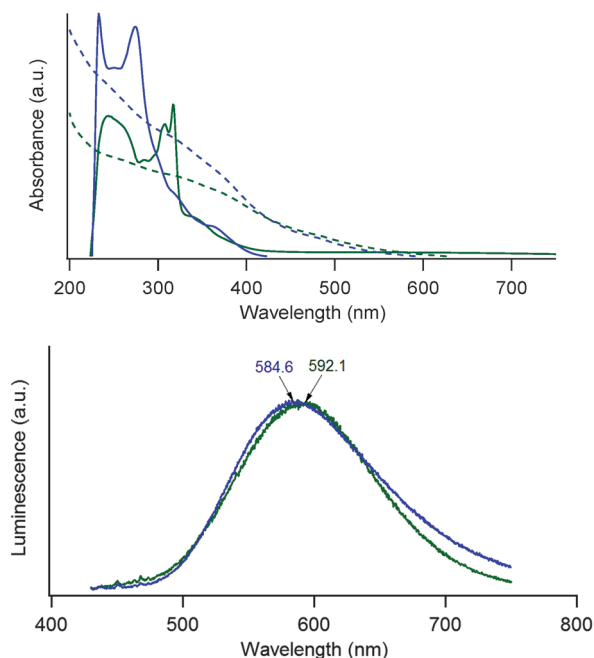 Absorbance (a.u.)
200 300 400 500 600 700
Wavelength (nm)
584.6 592.1
Luminescence (a.u.)
400 500 600 700 800
Wavelength (nm)